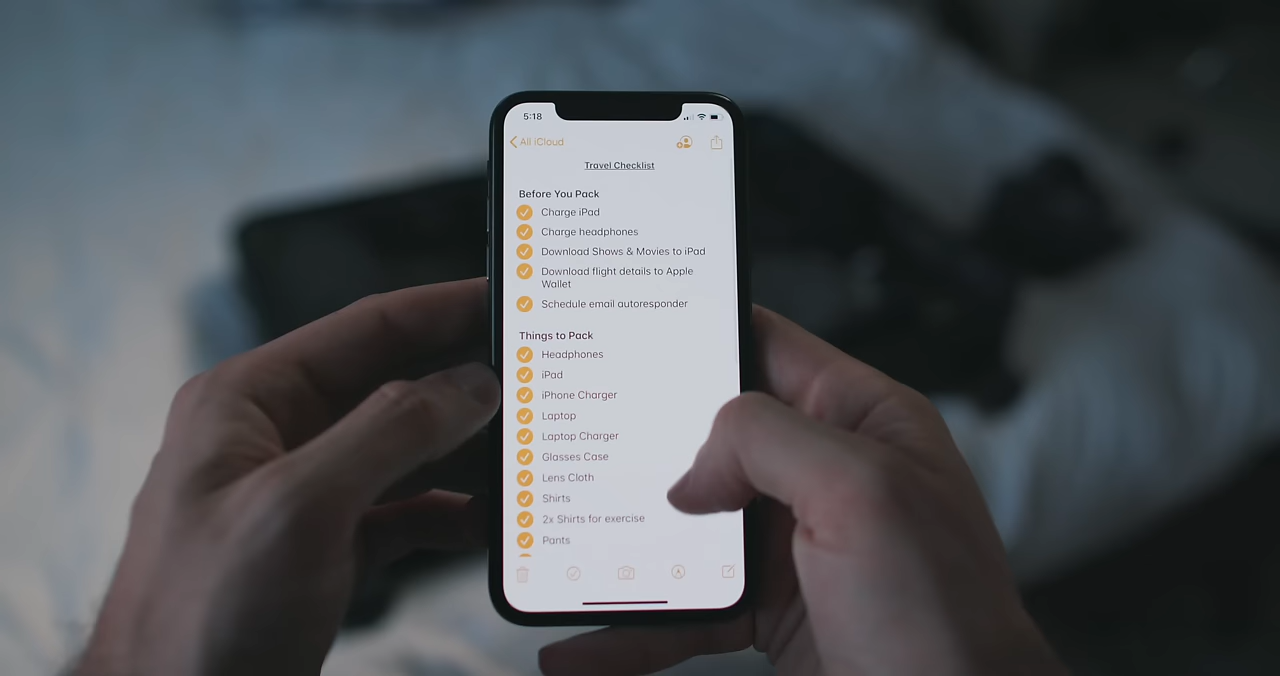 5:18
All iCloud
Travel Checklist
Before You Pack
Charge iPad
Charge headphones
Download Shows & Movies to iPad
Download flight details to Apple
Wallet
Schedule email autoresponder
Things to Pack
Headphones
iPad
iPhone Charger
Laptop
Laptop Charger
Glasses Case
Lens Cloth
Shirts
2x Shirts for exercise
Pants